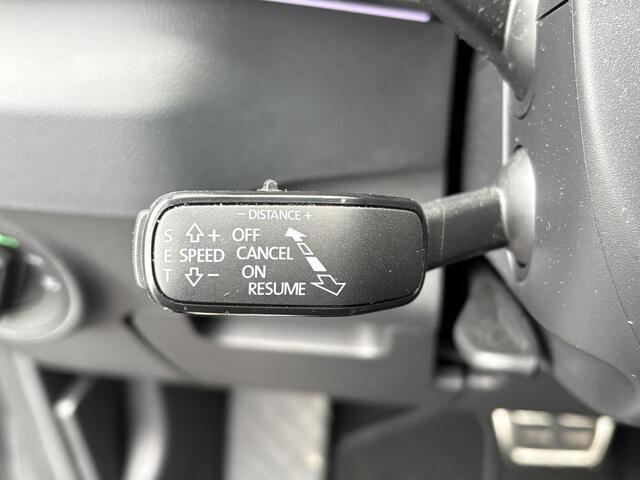 − DISTANCE +
S + OFF
E SPEED CANCEL
T − ON
RESUME